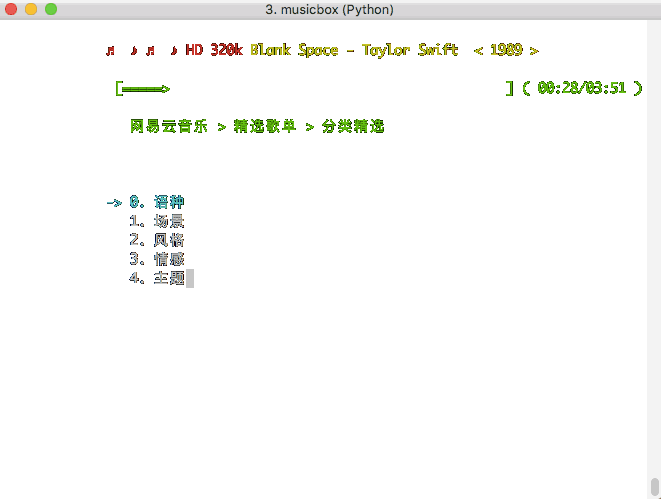 3. musicbox (Python)
♫ ♪ ♫ ♪ HD 320k Blank Space - Taylor Swift < 1989 >
[=====> ] ( 00:28/03:51 )
网易云音乐 > 精选歌单 > 分类精选
-> 0. 语种
1. 场景
2. 风格
3. 情感
4. 主题